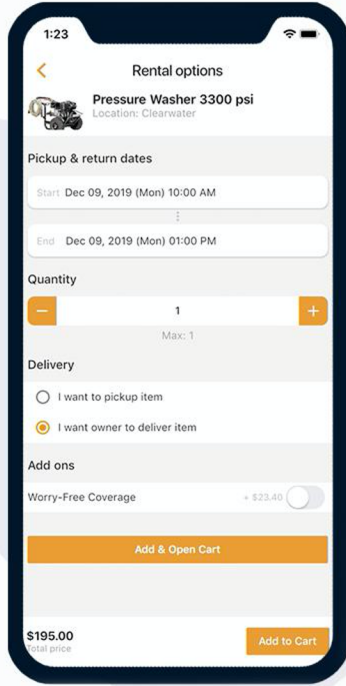 1:23
Rental options
Pressure Washer 3300 psi
Location: Clearwater
Pickup & return dates
Start Dec 09, 2019 (Mon) 10:00 AM
End Dec 09, 2019 (Mon) 01:00 PM
Quantity
− 1 +
Max: 1
Delivery
I want to pickup item
I want owner to deliver item
Add ons
Worry-Free Coverage + $23.40
Add & Open Cart
$195.00
Total price
Add to Cart